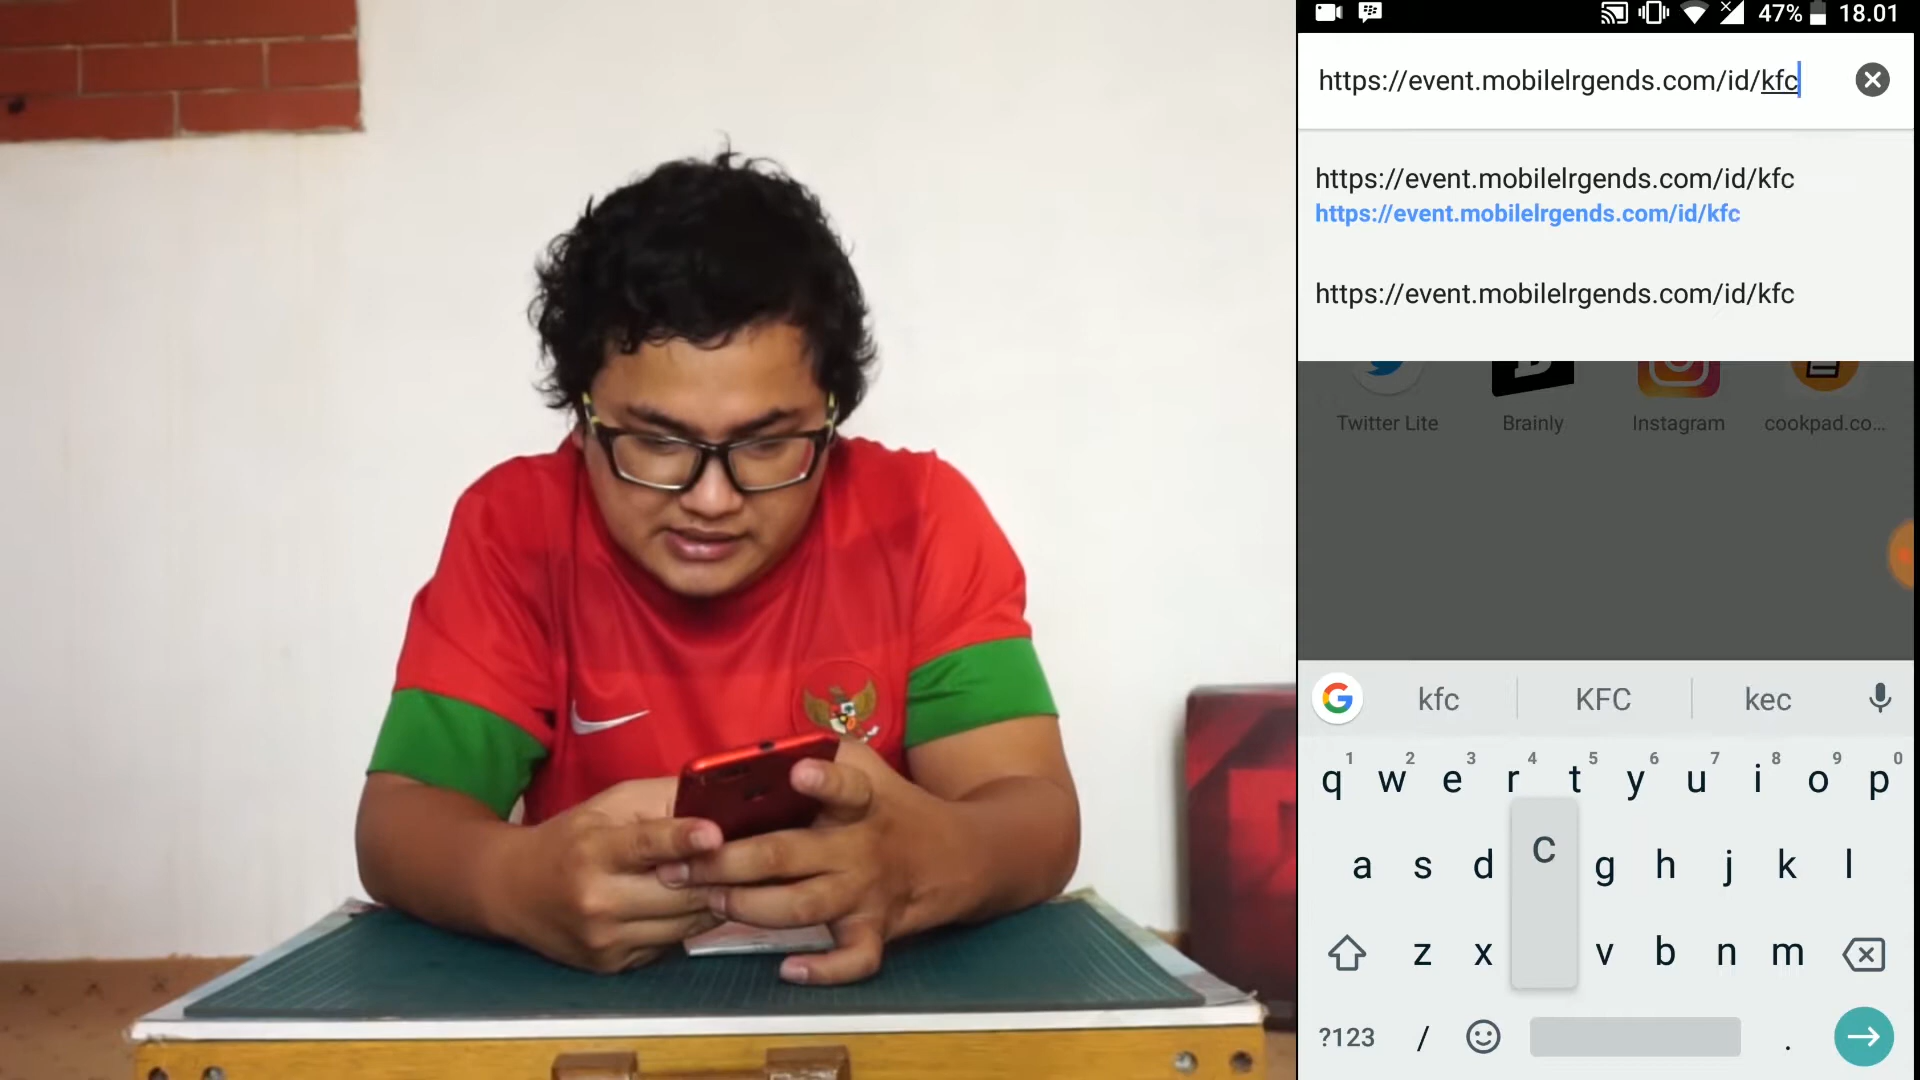 47% 18.01
https://event.mobilelrgends.com/id/kfc
https://event.mobilelrgends.com/id/kfc
https://event.mobilelrgends.com/id/kfc
https://event.mobilelrgends.com/id/kfc
Twitter Lite Brainly Instagram cookpad.co...
kfc KFC kec
1 2 3 4 5 6 7 8 9 0
q w e r t y u i o p
a s d C g h j k l
z x v b n m
?123 / .